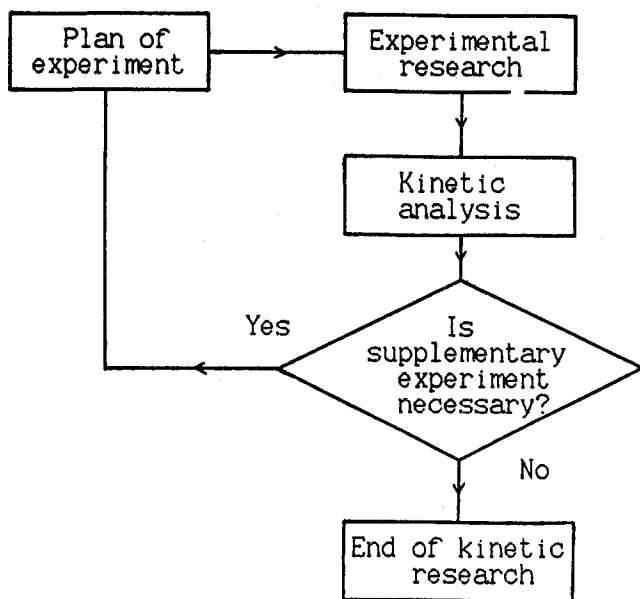 Plan of
experiment
Experimental
research
Kinetic
analysis
Yes
Is
supplementary
experiment
necessary?
No
End of kinetic
research